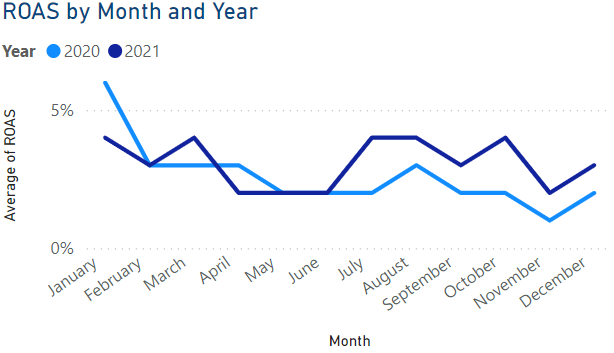 ROAS by Month and Year
Year 2020 2021
Average of ROAS
5%
0%
January
February
March
April
May
June
July
August
September
October
November
December
Month